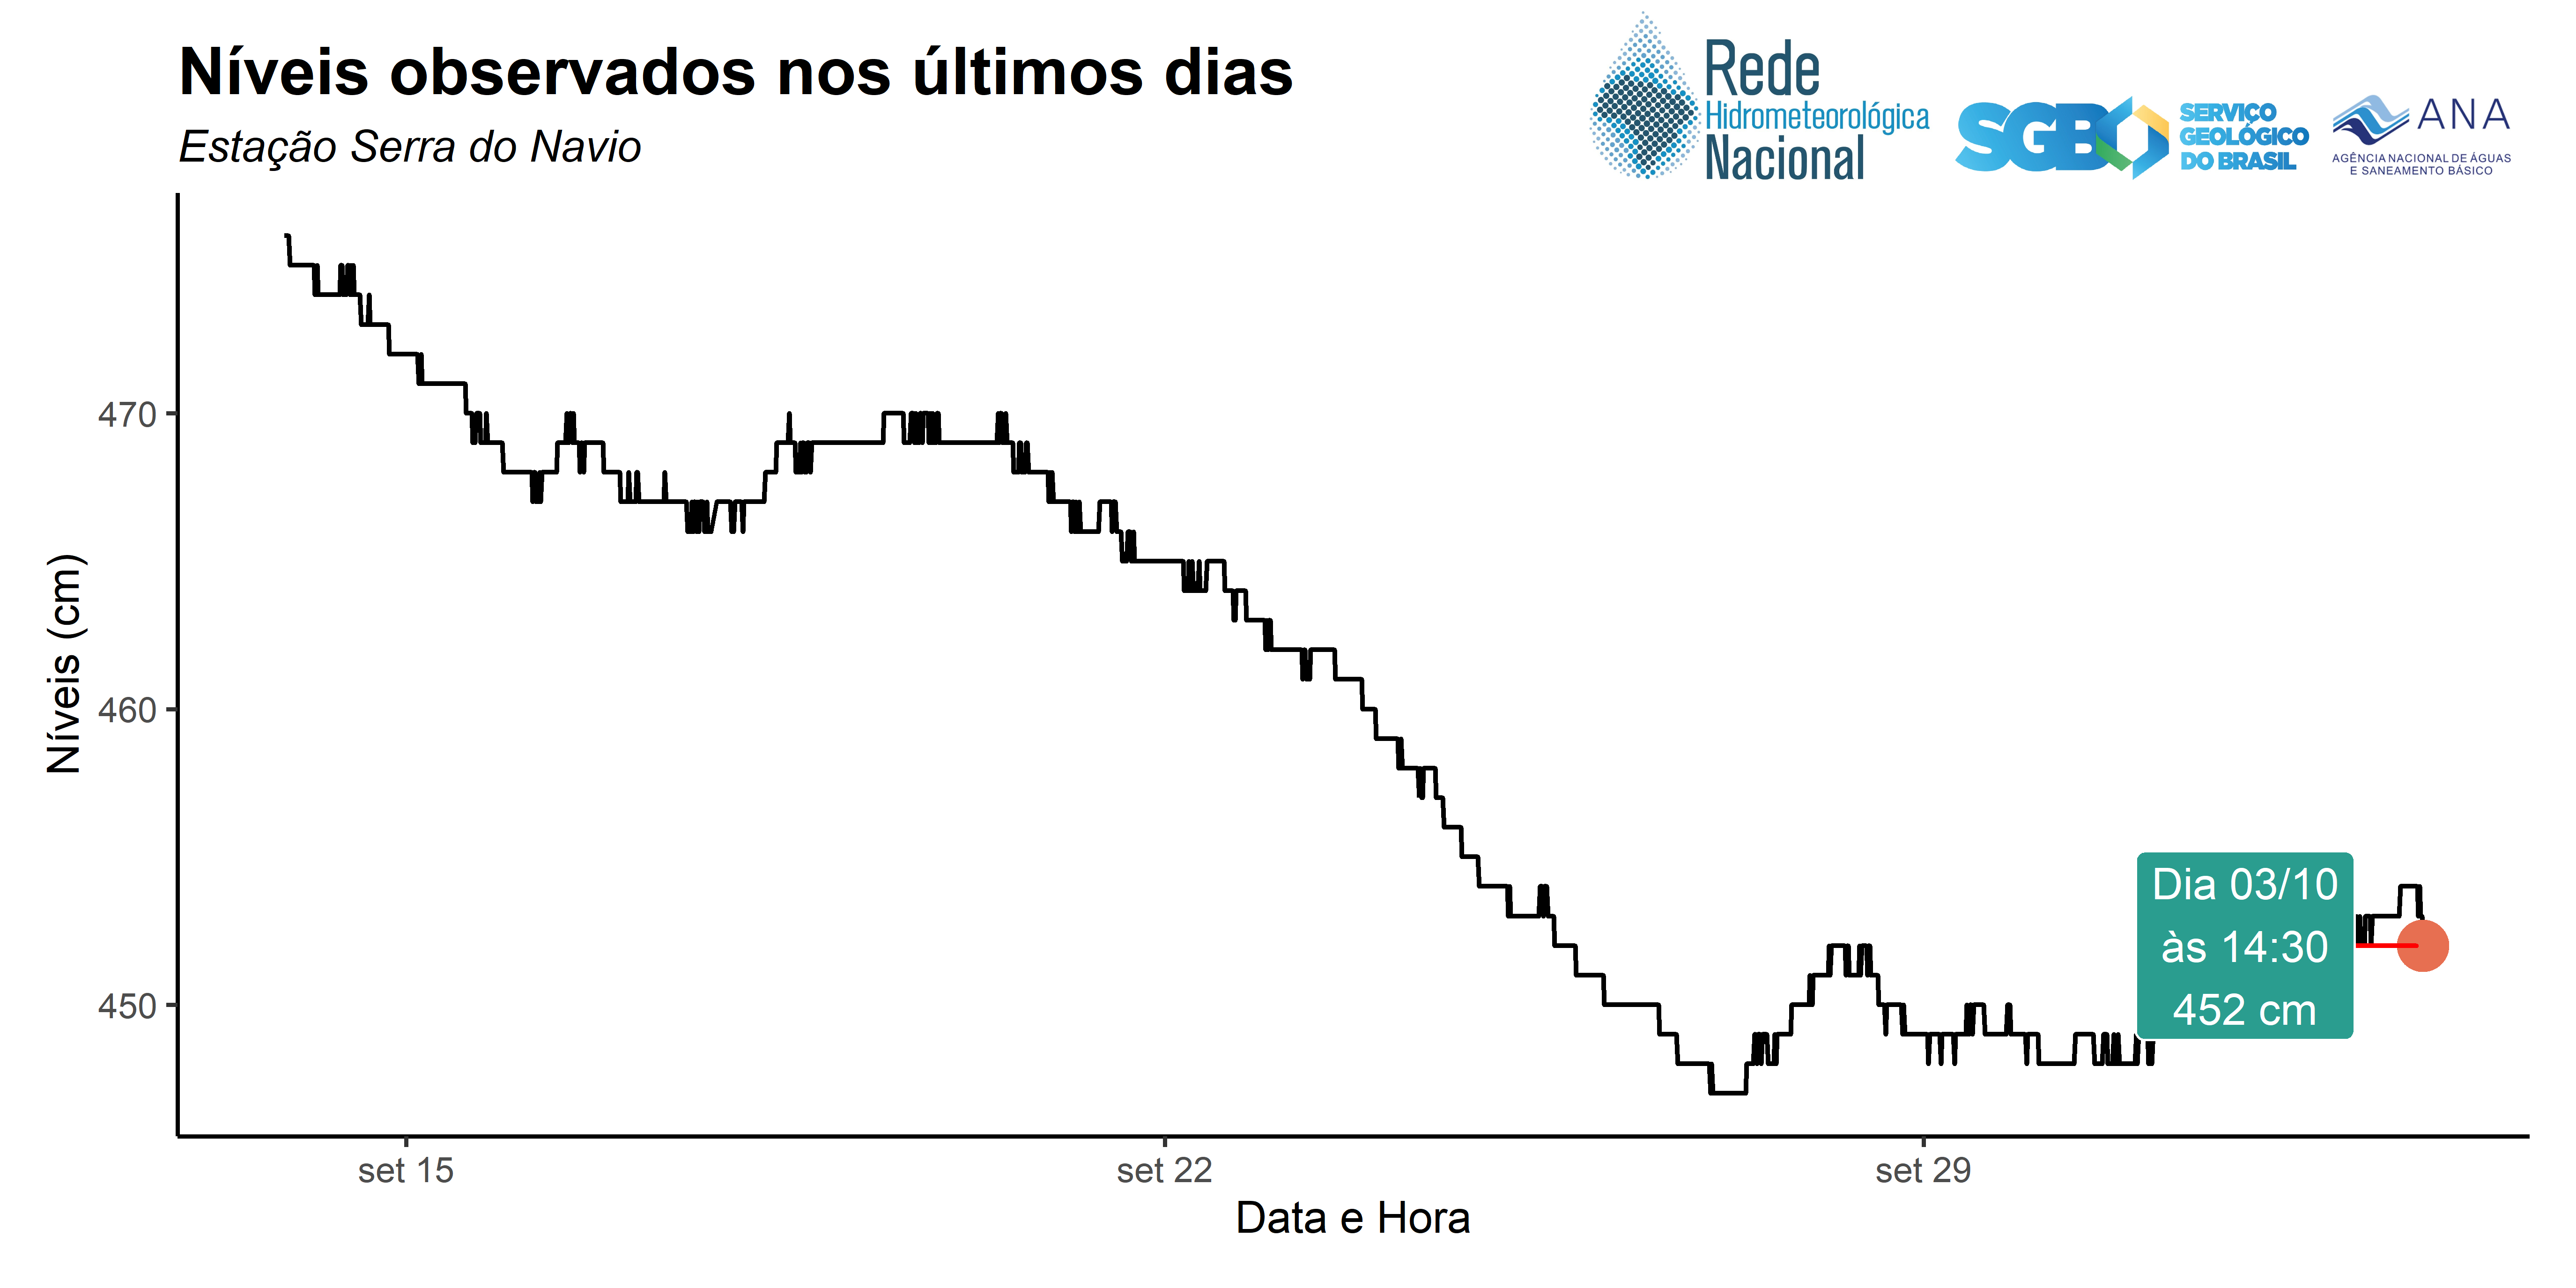 Níveis observados nos últimos dias
Estação Serra do Navio
Rede
Hidrometeorológica
Nacional
SGB
SERVIÇO
GEOLÓGICO
DO BRASIL
ANA
AGÊNCIA NACIONAL DE ÁGUAS
E SANEAMENTO BÁSICO
Níveis (cm)
470
460
450
Dia 03/10
às 14:30
452 cm
set 15
set 22
set 29
Data e Hora